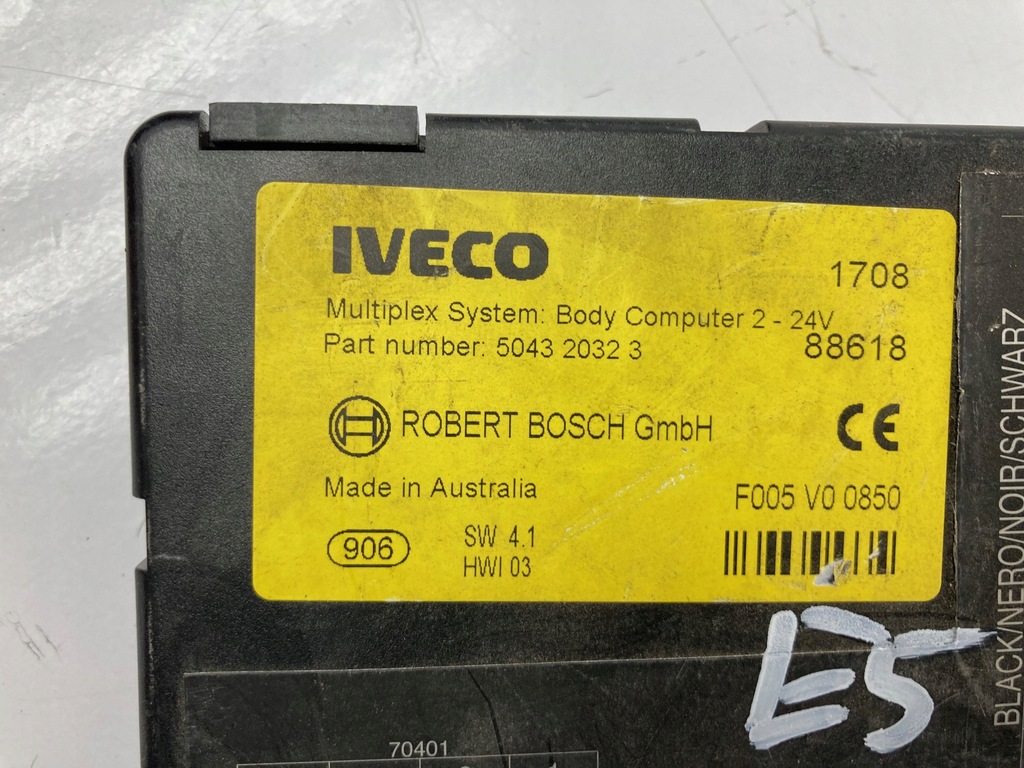 IVECO
1708
Multiplex System: Body Computer 2 - 24V
Part number: 5043 2032 3
88618
ROBERT BOSCH GmbH
CE
Made in Australia
F005 V0 0850
906
SW 4.1
HWI 03
E5
BLACK/NERO/NOIR/SCHWARZ
70401